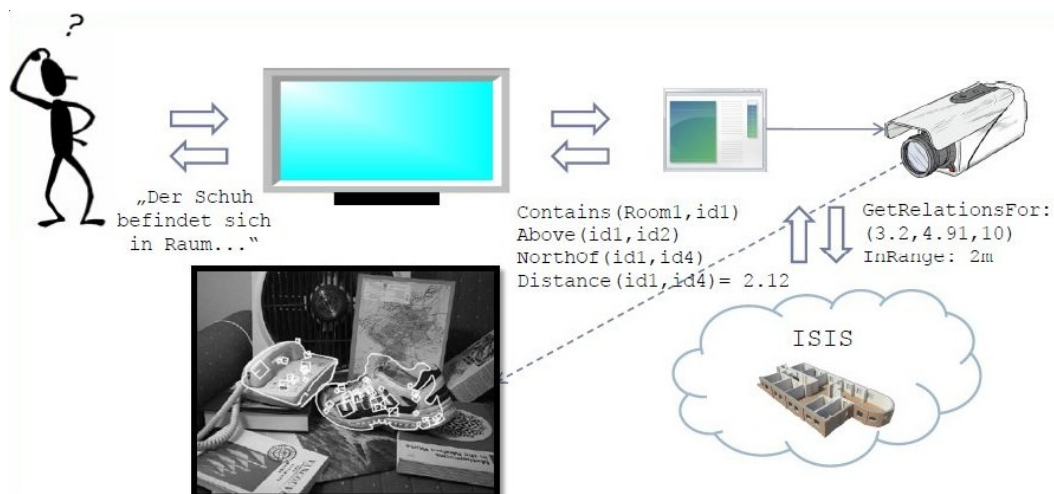 ?
„Der Schuh
befindet sich
in Raum...“
Contains(Room1,id1)
Above(id1,id2)
NorthOf(id1,id4)
Distance(id1,id4)= 2.12
GetRelationsFor:
(3.2,4.91,10)
InRange: 2m
ISIS